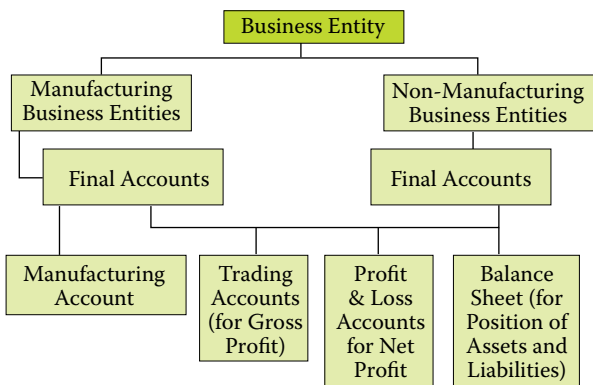 Business Entity
Manufacturing
Business Entities
Non-Manufacturing
Business Entities
Final Accounts
Final Accounts
Manufacturing
Account
Trading
Accounts
(for Gross
Profit)
Profit
& Loss
Accounts
for Net
Profit
Balance
Sheet (for
Position of
Assets and
Liabilities)